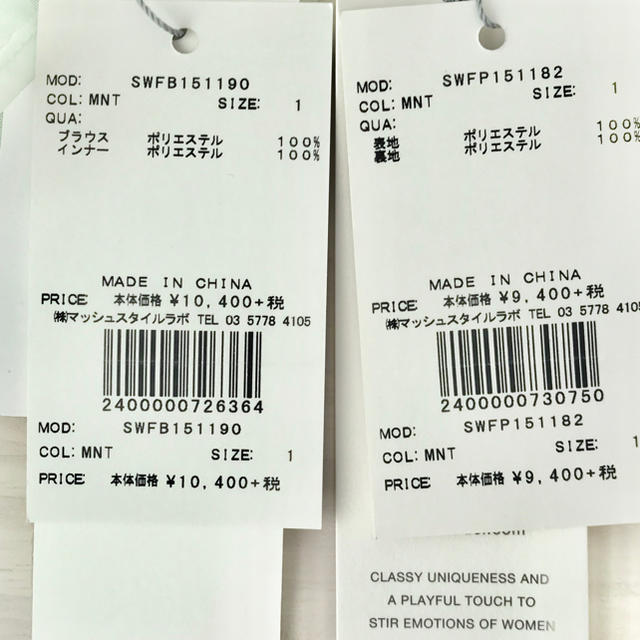 MOD: SWFB151190
COL: MNT SIZE: 1
QUA:
ブラウス ポリエステル 100%
インナー ポリエステル 100%
MADE IN CHINA
PRICE: 本体価格 ¥10,400+税
㈱マッシュスタイルラボ TEL 03 5778 4105
2400000726364
MOD: SWFB151190
COL: MNT SIZE: 1
PRICE: 本体価格 ¥10,400+税
MOD: SWFP151182
COL: MNT SIZE: 1
QUA:
表地 ポリエステル 100%
裏地 ポリエステル 100%
MADE IN CHINA
PRICE: 本体価格 ¥9,400+税
㈱マッシュスタイルラボ TEL 03 5778 4105
2400000730750
MOD: SWFP151182
COL: MNT SIZE: 1
PRICE: 本体価格 ¥9,400+税
CLASSY UNIQUENESS AND
A PLAYFUL TOUCH TO
STIR EMOTIONS OF WOMEN